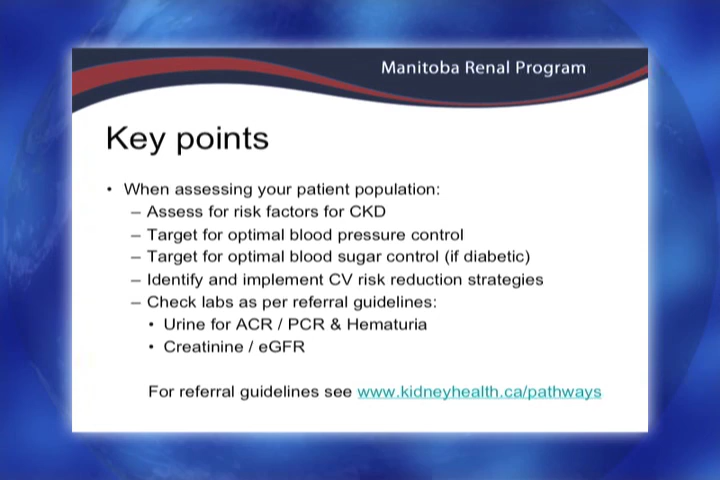 Manitoba Renal Program
Key points
• When assessing your patient population:
– Assess for risk factors for CKD
– Target for optimal blood pressure control
– Target for optimal blood sugar control (if diabetic)
– Identify and implement CV risk reduction strategies
– Check labs as per referral guidelines:
• Urine for ACR / PCR & Hematuria
• Creatinine / eGFR
For referral guidelines see www.kidneyhealth.ca/pathways